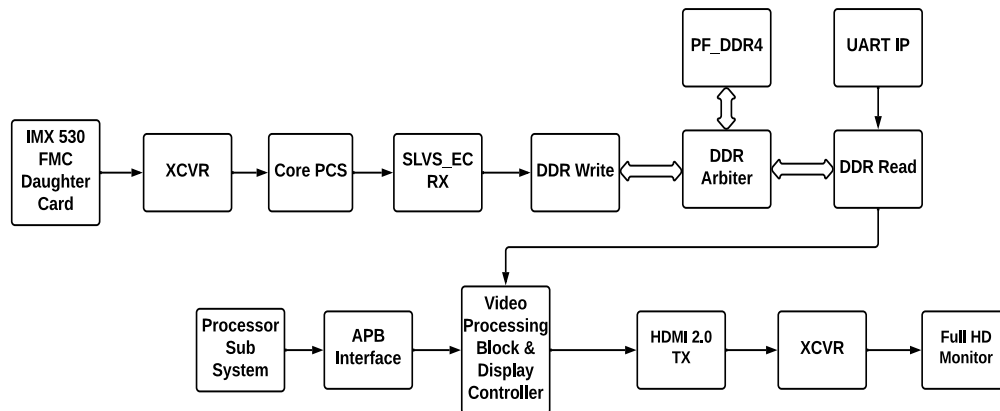 PF_DDR4
UART IP
IMX 530
FMC
Daughter
Card
XCVR
Core PCS
SLVS_EC
RX
DDR Write
DDR
Arbiter
DDR Read
Processor
Sub
System
APB
Interface
Video
Processing
Block &
Display
Controller
HDMI 2.0
TX
XCVR
Full HD
Monitor